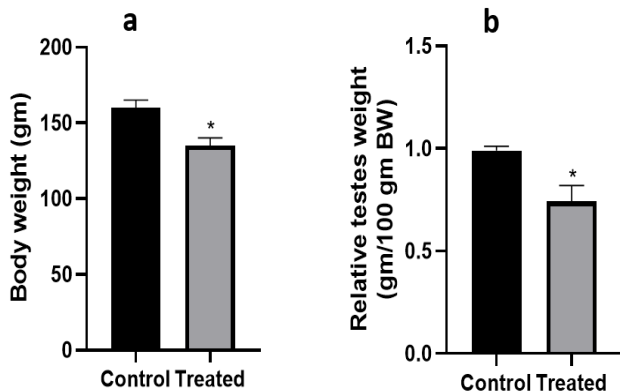 a
Body weight (gm)
200
150
100
50
0
*
Control Treated
b
Relative testes weight
(gm/100 gm BW)
1.5
1.0
0.5
0.0
*
Control Treated